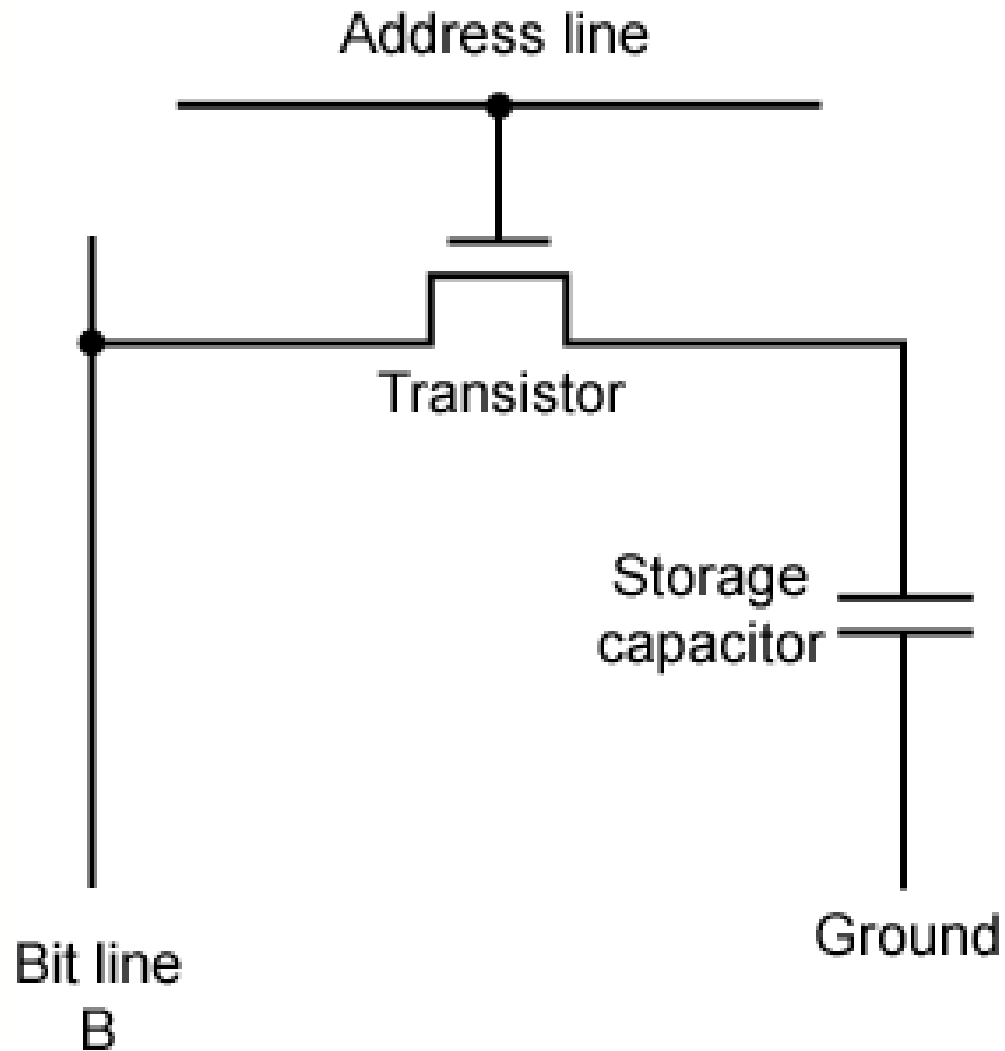 Address line
Transistor
Storage
capacitor
Ground
Bit line
B